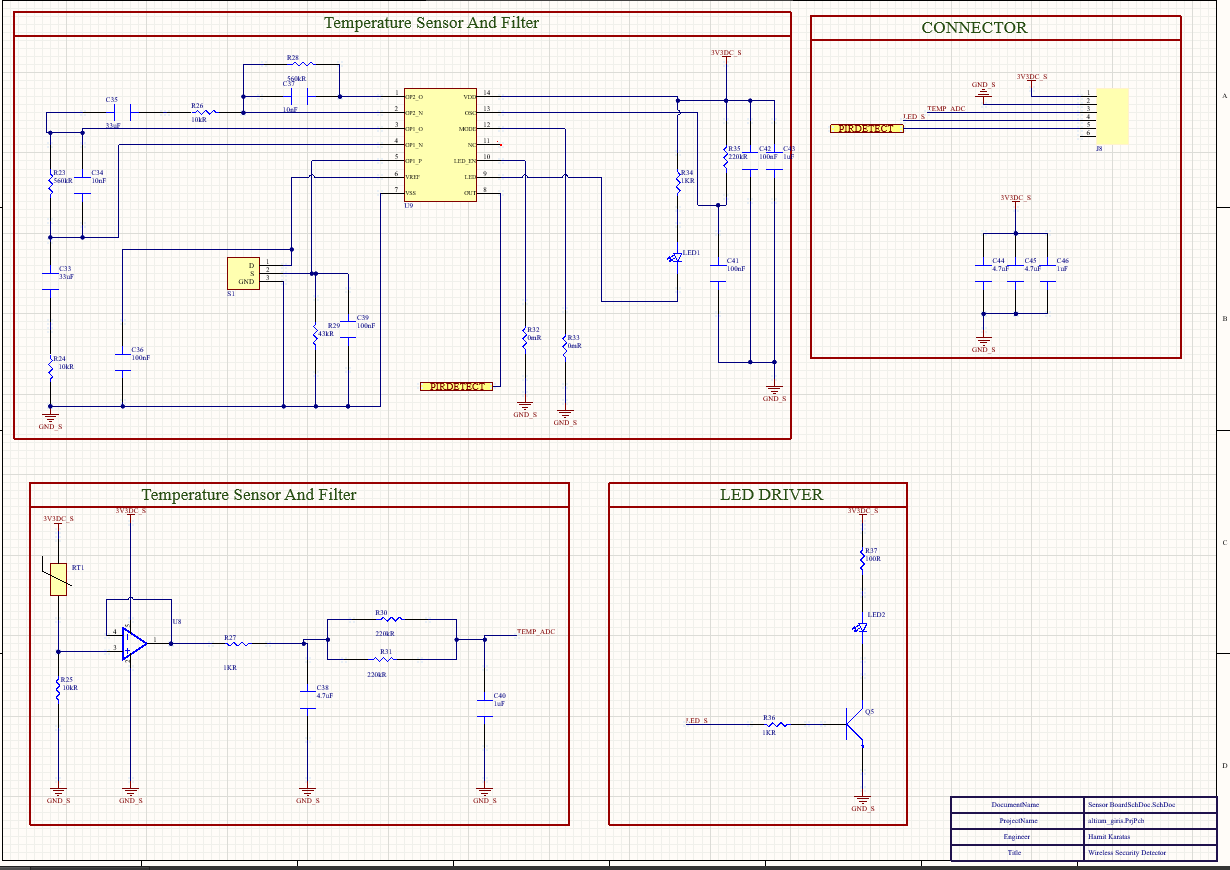 Temperature Sensor And Filter
R28
560kR
C37
10nF
C35
33uF
R26
10kR
R23
560kR
C34
10nF
C33
33uF
R24
10kR
C36
100nF
GND_S
1 OP2_O
2 OP2_N
3 OP1_O
4 OP1_N
5 OP1_P
6 VREF
7 VSS
VDD 14
OSC 13
MODE 12
NC 11
LED_EN 10
LED 9
OUT 8
U9
D 1
S 2
GND 3
S1
R29
43kR
C39
100nF
PIRDETECT
R32
0mR
GND_S
R33
0mR
GND_S
3V3DC_S
R34
1KR
LED1
R35
220kR
C42
100nF
C43
1uF
C41
100nF
GND_S
CONNECTOR
GND_S
3V3DC_S
TEMP_ADC
LED_S
PIRDETECT
1
2
3
4
5
6
J8
3V3DC_S
C44
4.7uF
C45
4.7uF
C46
1uF
GND_S
Temperature Sensor And Filter
3V3DC_S
3V3DC_S
RT1
R25
10kR
U8
4
3
1
5
2
R27
1KR
R30
220kR
R31
220kR
TEMP_ADC
C38
4.7uF
C40
1uF
GND_S
GND_S
GND_S
GND_S
LED DRIVER
3V3DC_S
R37
100R
LED2
Q5
LED_S
R36
1KR
GND_S
A
B
C
D
DocumentName
Sensor BoardSchDoc.SchDoc
ProjectName
altium_giris.PrjPcb
Engineer
Hamit Karatas
Title
Wireless Security Detector